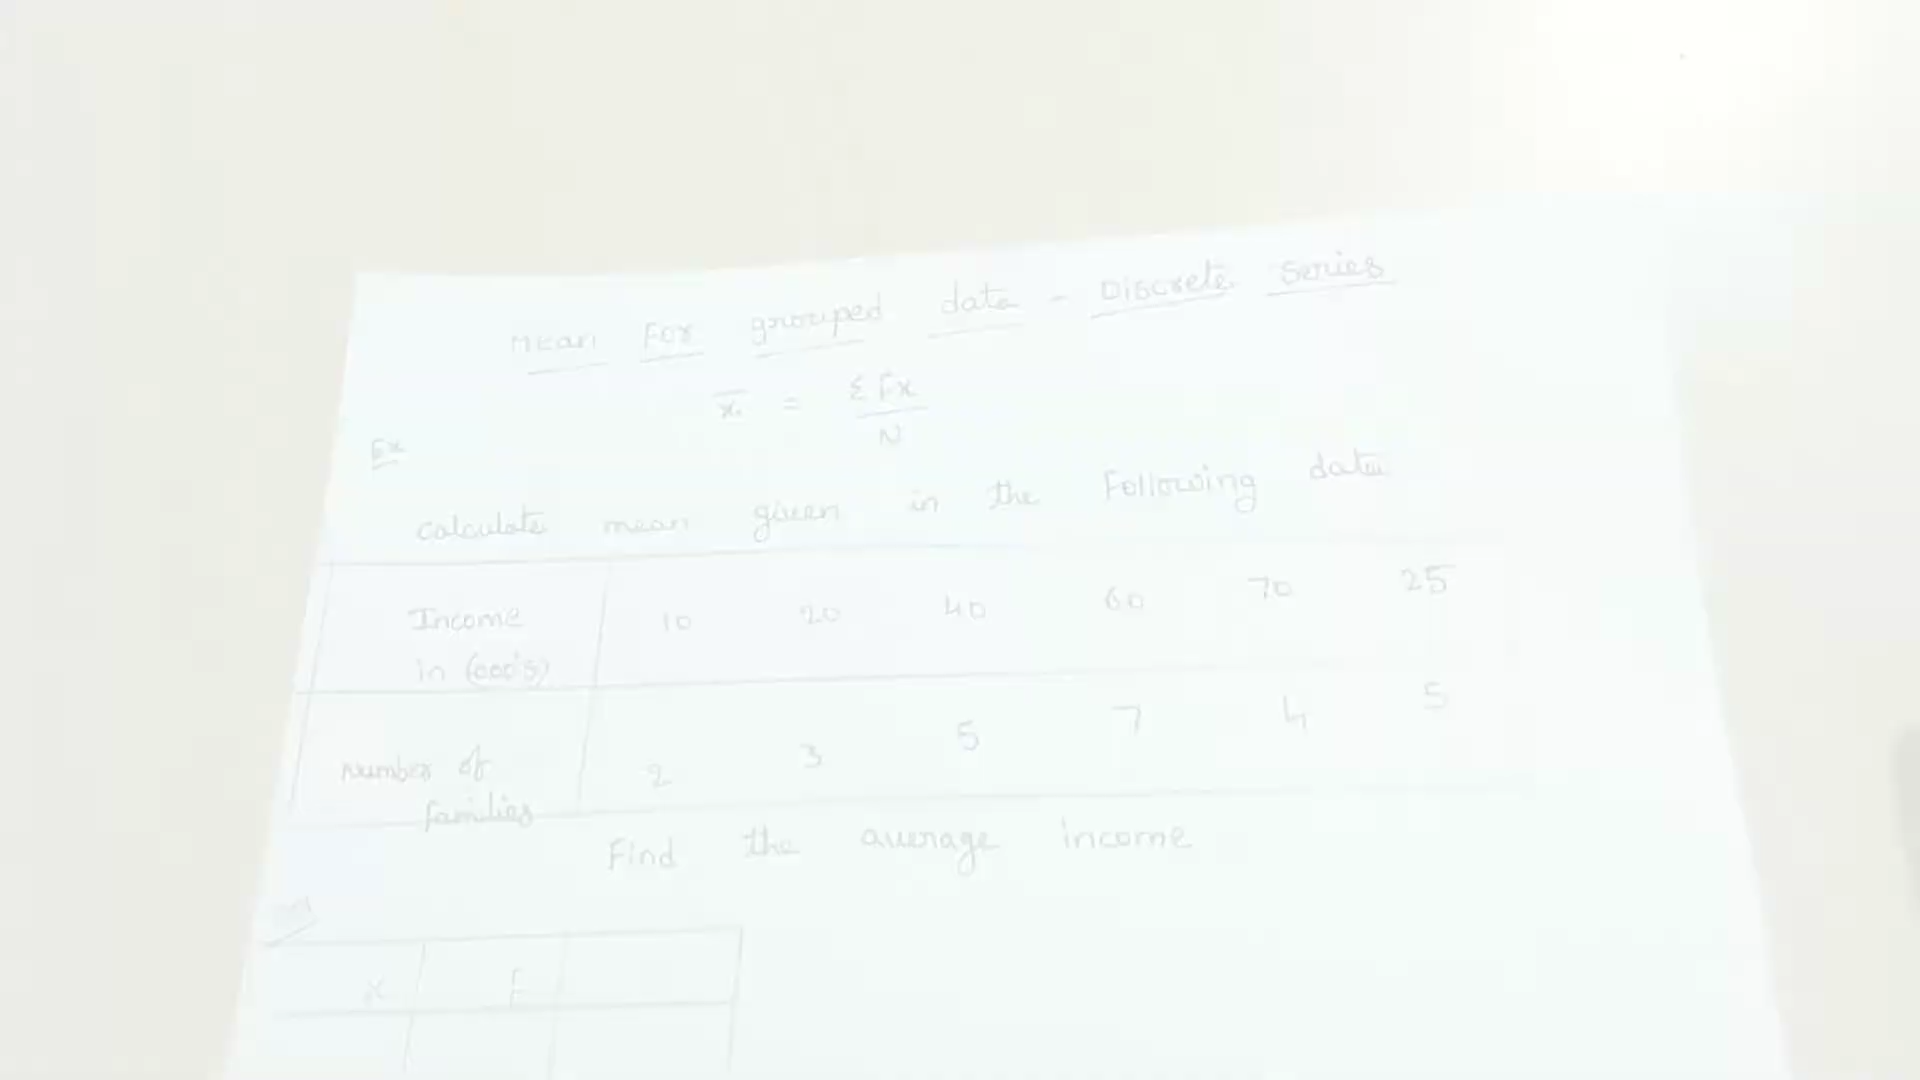 Mean For grouped data - Discrete Series
x̄ = ΣFx / N
Ex
calculate mean given in the Following data
Income 10 20 40 60 70 25
in (000's)
Number of 2 3 5 7 4 5
families
Find the average income
Sol
x F